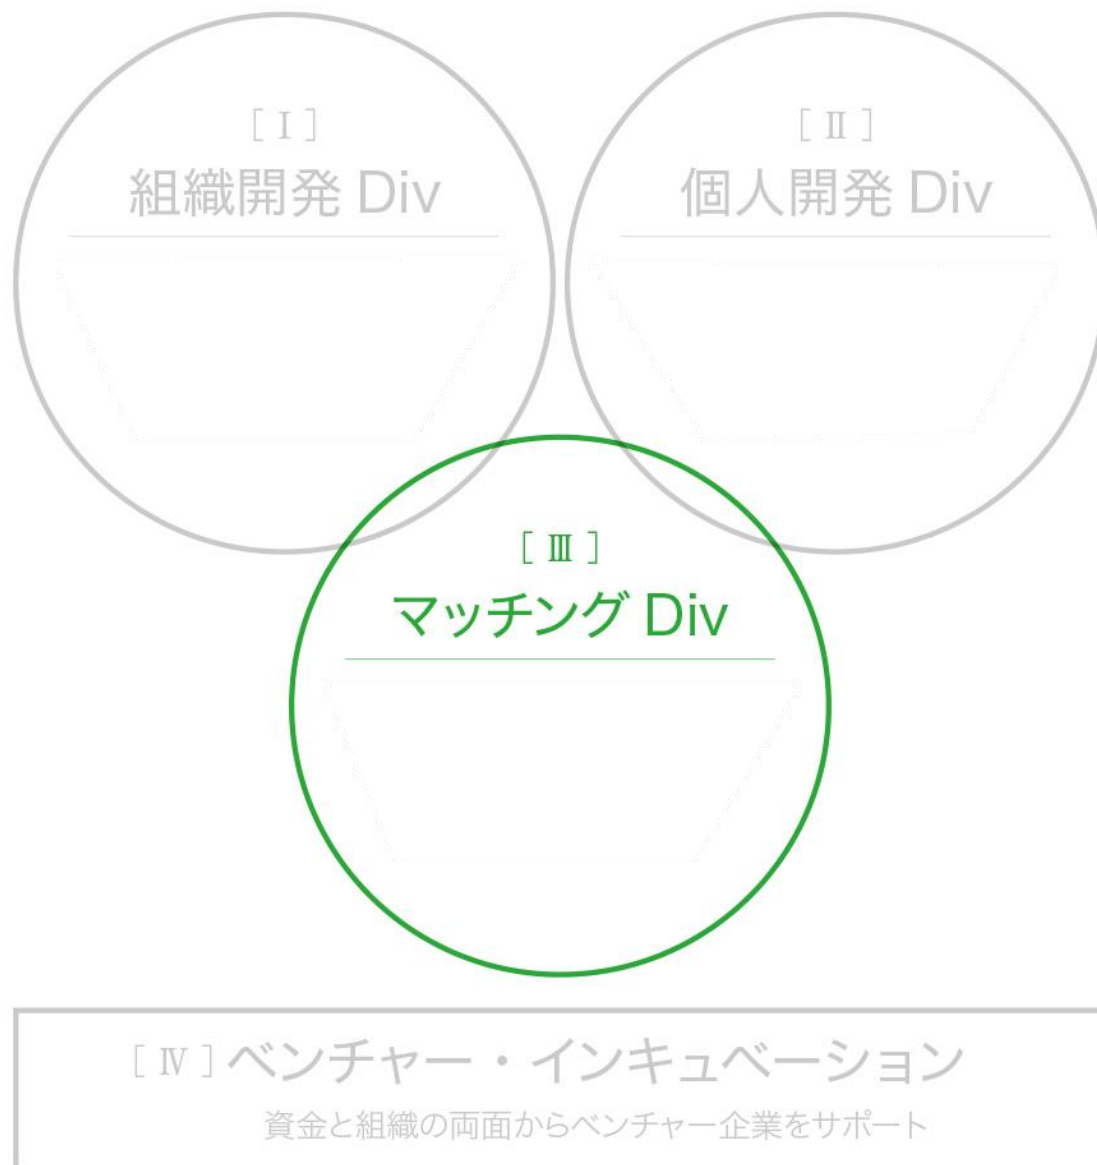 [ Ⅰ ]
組織開発 Div
[ Ⅱ ]
個人開発 Div
[ Ⅲ ]
マッチング Div
[ Ⅳ ] ベンチャー・インキュベーション
資金と組織の両面からベンチャー企業をサポート